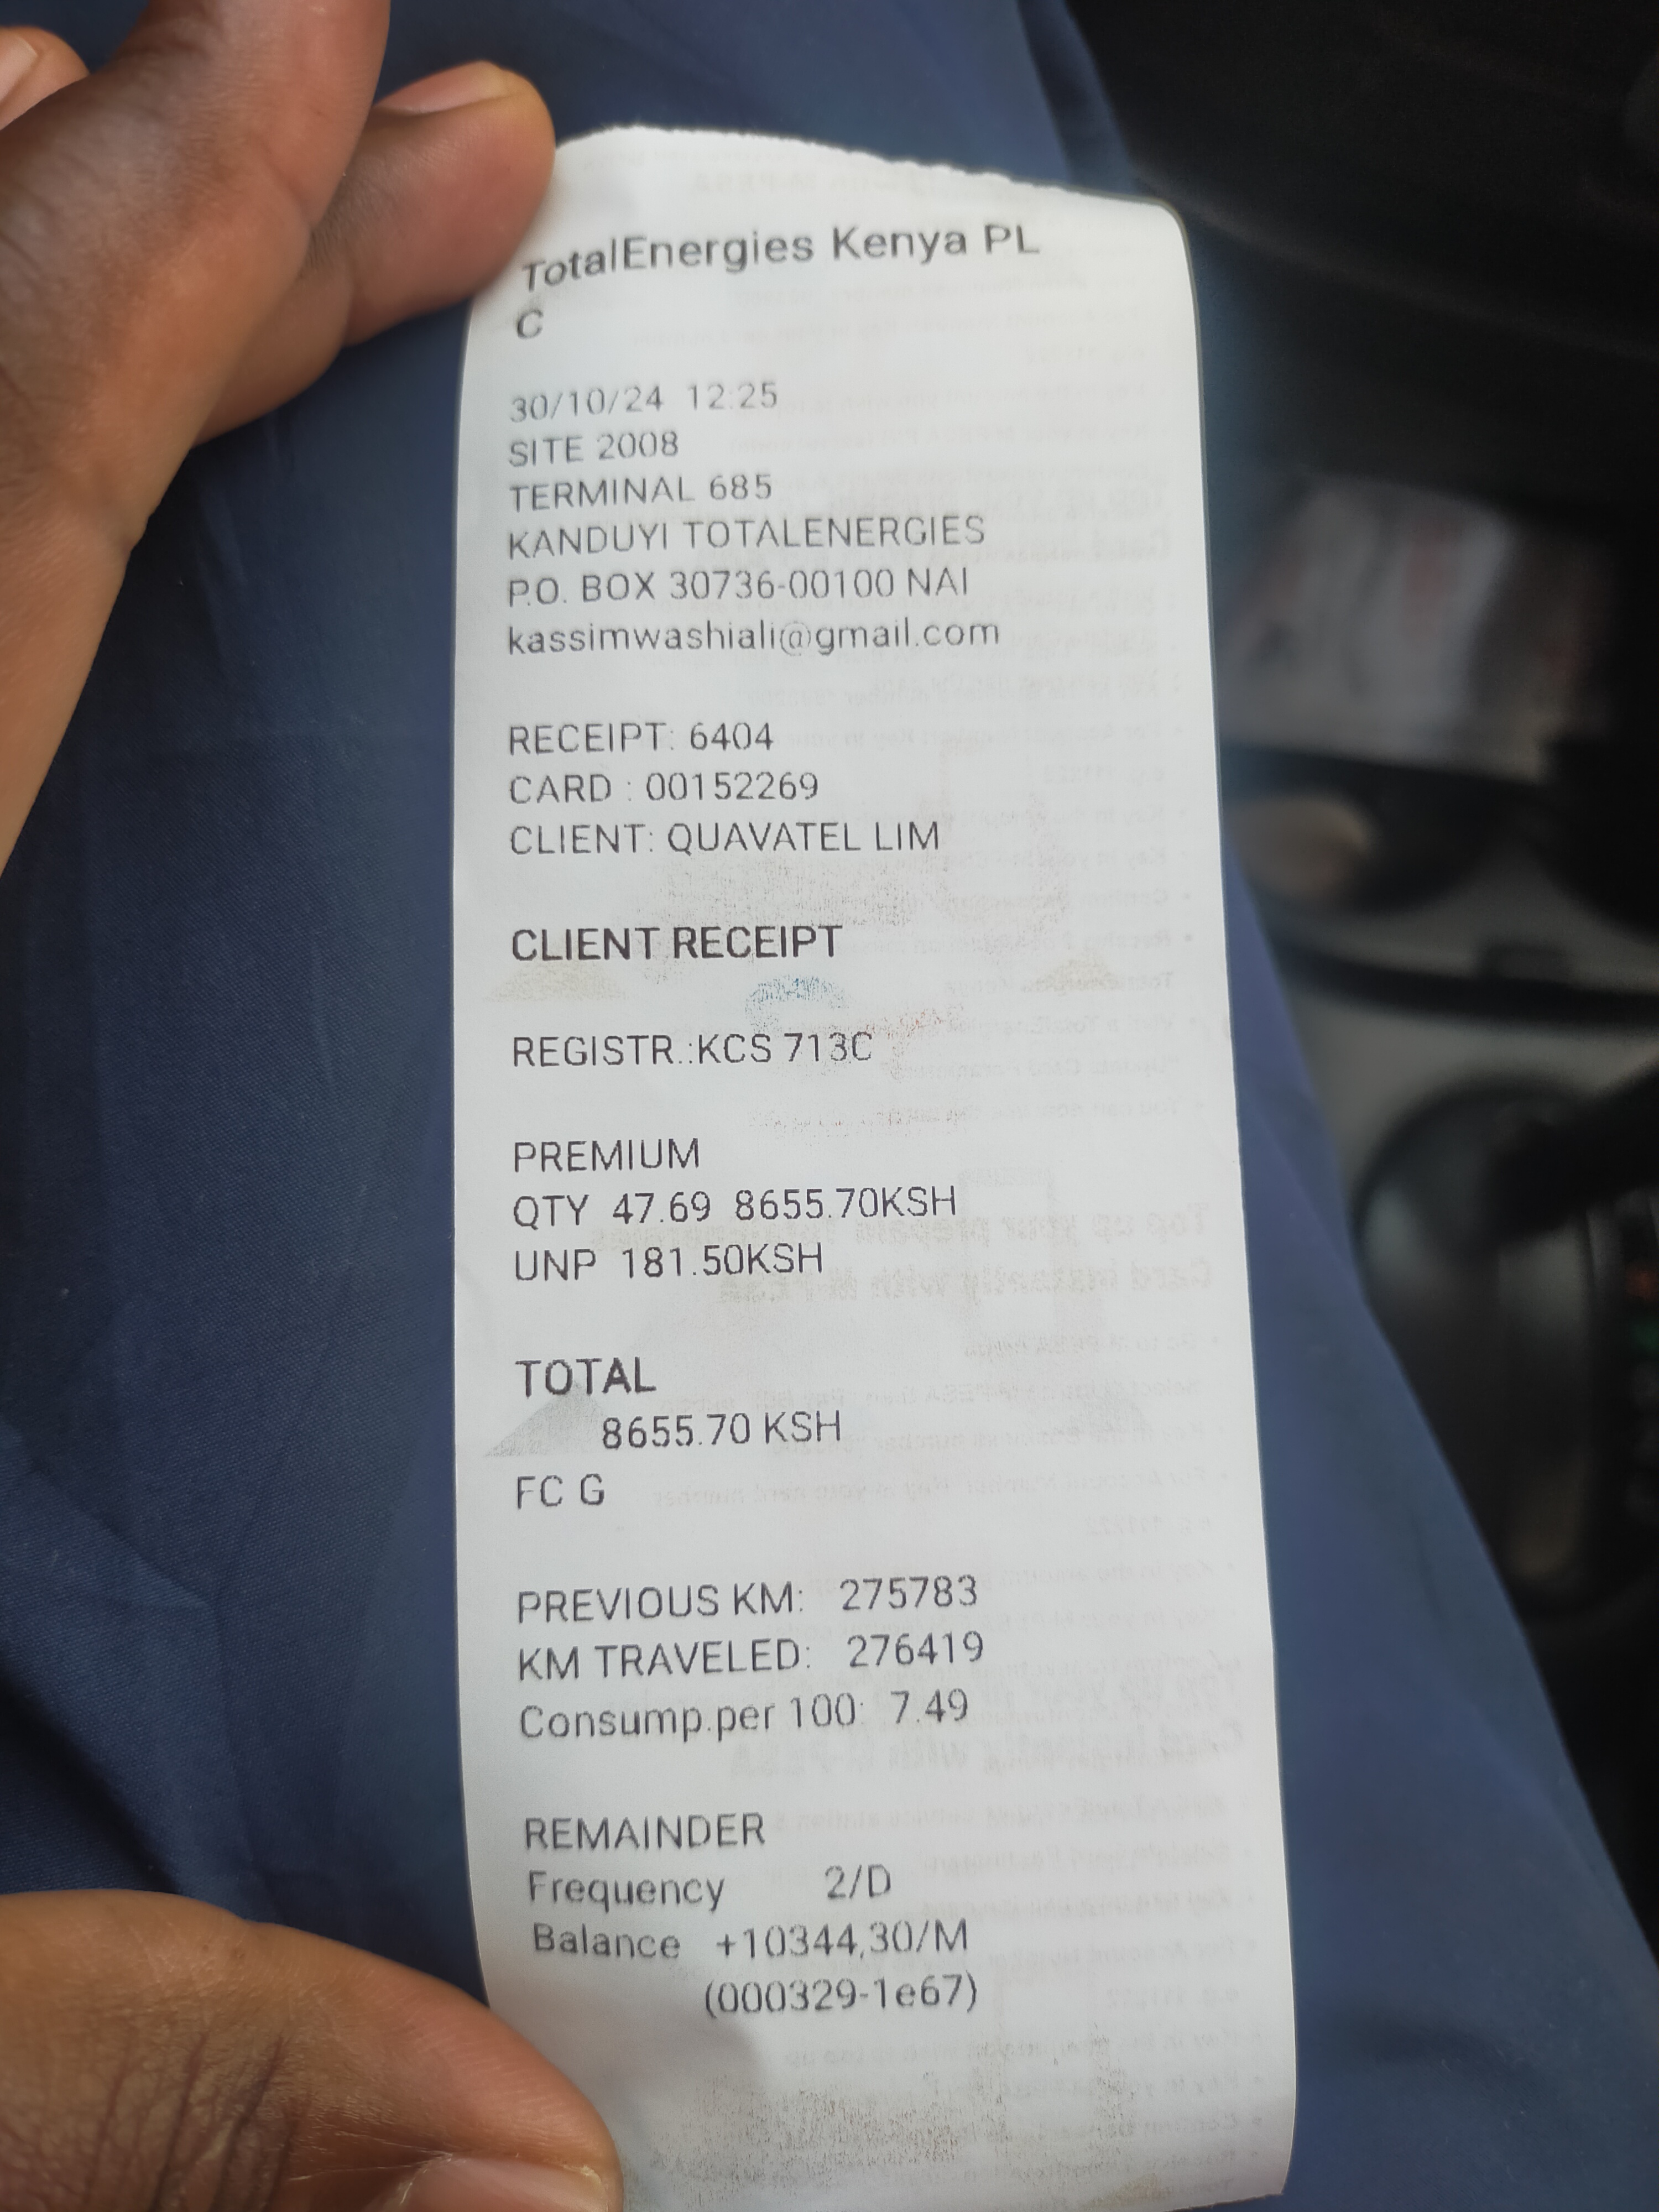 TotalEnergies Kenya PL
C
30/10/24 12:25
SITE 2008
TERMINAL 685
KANDUYI TOTALENERGIES
P.O. BOX 30736-00100 NAI
kassimwashiali@gmail.com
RECEIPT: 6404
CARD : 00152269
CLIENT: QUAVATEL LIM
CLIENT RECEIPT
REGISTR.:KCS 713C
PREMIUM
QTY 47.69 8655.70KSH
UNP 181.50KSH
TOTAL
8655.70 KSH
FC G
PREVIOUS KM: 275783
KM TRAVELED: 276419
Consump.per 100: 7.49
REMAINDER
Frequency 2/D
Balance +10344,30/M
(000329-1e67)